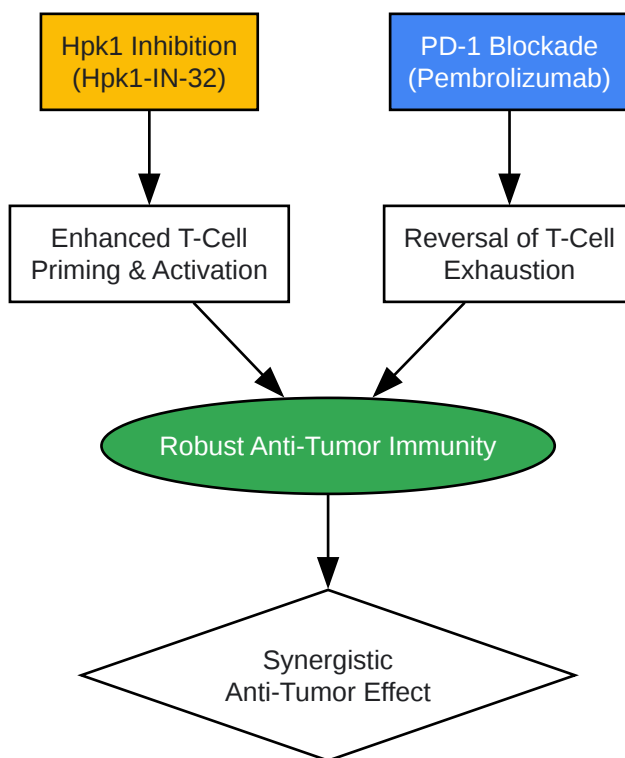 Hpk1 Inhibition
(Hpk1-IN-32)
PD-1 Blockade
(Pembrolizumab)
Enhanced T-Cell
Priming & Activation
Reversal of T-Cell
Exhaustion
Robust Anti-Tumor Immunity
Synergistic
Anti-Tumor Effect